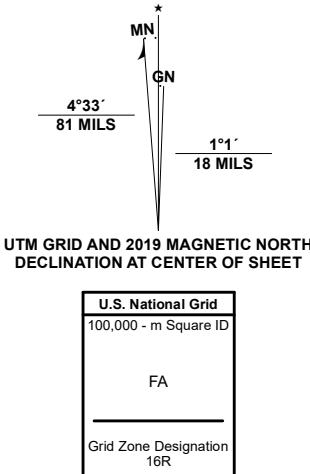 MN
GN
4°33´
81 MILS
1°1´
18 MILS
UTM GRID AND 2019 MAGNETIC NORTH
DECLINATION AT CENTER OF SHEET
U.S. National Grid
100,000 - m Square ID
FA
Grid Zone Designation
16R